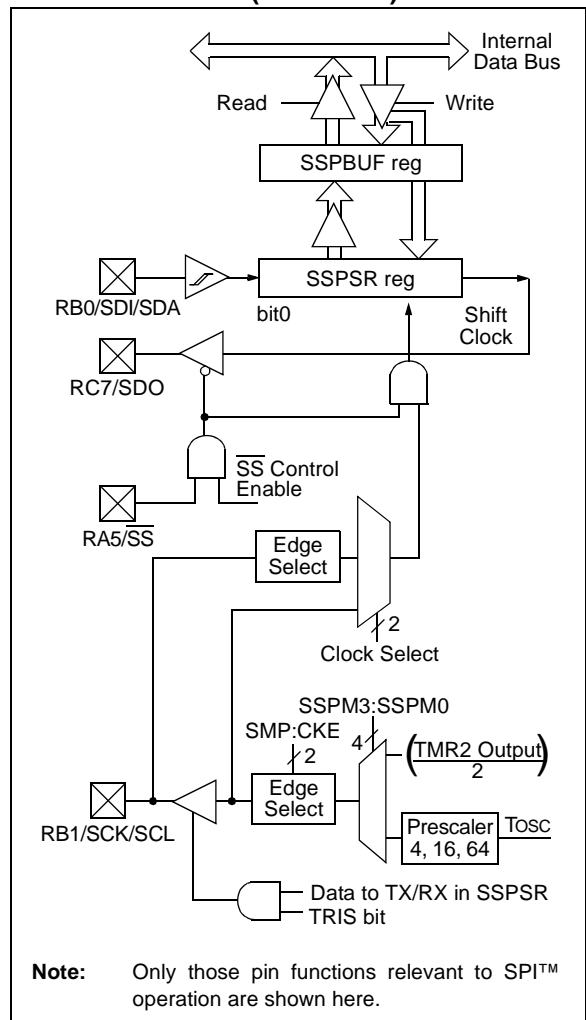 Internal
Data Bus
Read
Write
SSPBUF reg
SSPSR reg
RB0/SDI/SDA
bit0
Shift
Clock
RC7/SDO
SS Control
Enable
RA5/SS
Edge
Select
2
Clock Select
SSPM3:SSPM0
SMP:CKE
4
TMR2 Output
2
2
Edge
Select
RB1/SCK/SCL
Prescaler
4, 16, 64
TOSC
Data to TX/RX in SSPSR
TRIS bit
Note: Only those pin functions relevant to SPI™
operation are shown here.